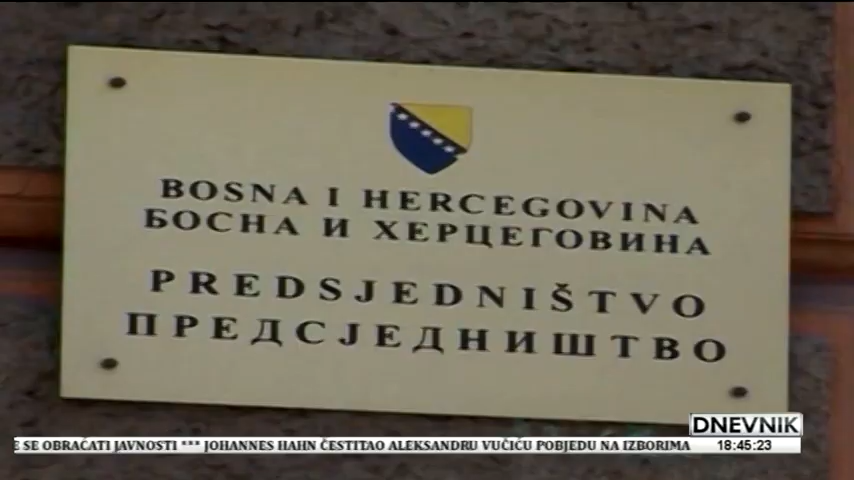 BOSNA I HERCEGOVINA
БОСНА И ХЕРЦЕГОВИНА
PREDSJEDNIŠTVO
ПРЕДСЈЕДНИШТВО
DNEVNIK
SE OBRAĆATI JAVNOSTI *** JOHANNES HAHN ČESTITAO ALEKSANDRU VUČIĆU POBJEDU NA IZBORIMA
18:45:23